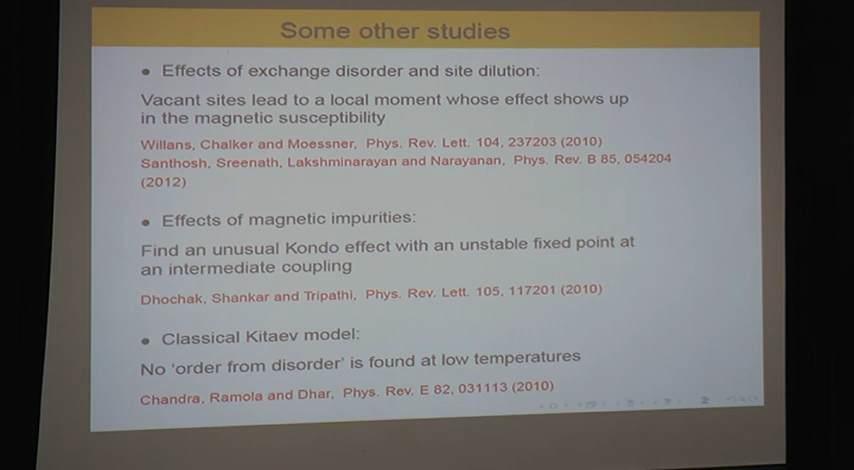 Some other studies
• Effects of exchange disorder and site dilution:
Vacant sites lead to a local moment whose effect shows up
in the magnetic susceptibility
Willans, Chalker and Moessner, Phys. Rev. Lett. 104, 237203 (2010)
Santhosh, Sreenath, Lakshminarayan and Narayanan, Phys. Rev. B 85, 054204
(2012)
• Effects of magnetic impurities:
Find an unusual Kondo effect with an unstable fixed point at
an intermediate coupling
Dhochak, Shankar and Tripathi, Phys. Rev. Lett. 105, 117201 (2010)
• Classical Kitaev model:
No ‘order from disorder’ is found at low temperatures
Chandra, Ramola and Dhar, Phys. Rev. E 82, 031113 (2010)